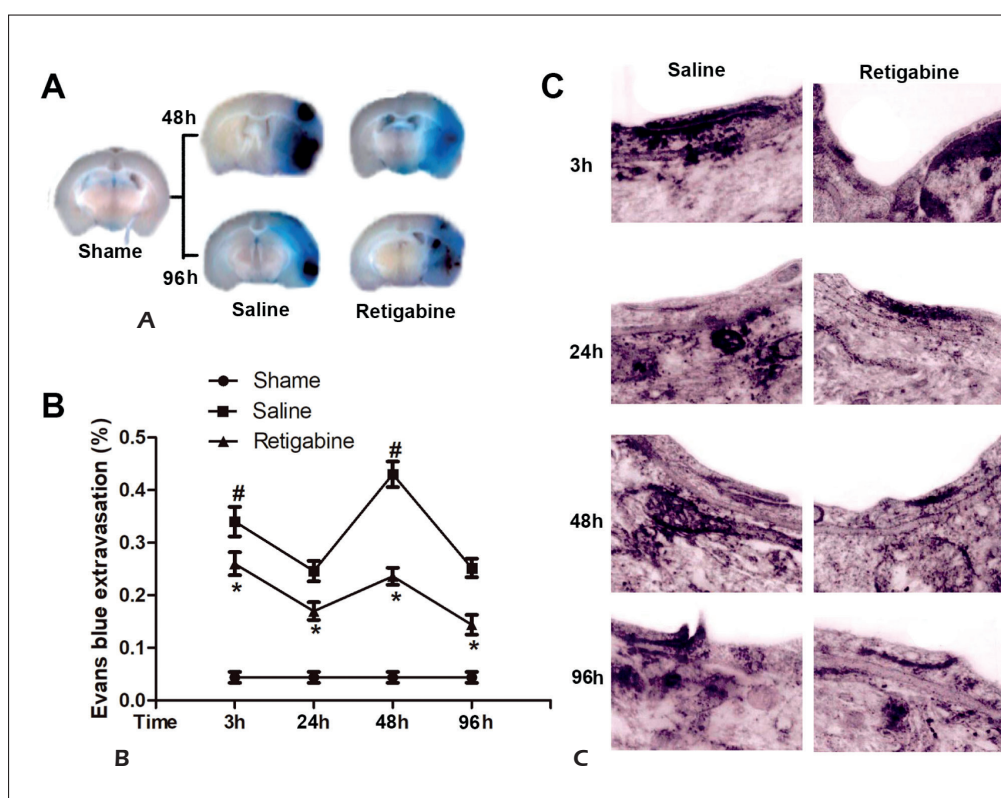 A
48h
Shame
96h
Saline
Retigabine
A
B
Shame
Saline
Retigabine
Evans blue extravasation (%)
0.5
0.4
0.3
0.2
0.1
0.0
#
#
*
*
*
*
Time
3h
24h
48h
96h
B
C
Saline
Retigabine
3h
24h
48h
96h
C